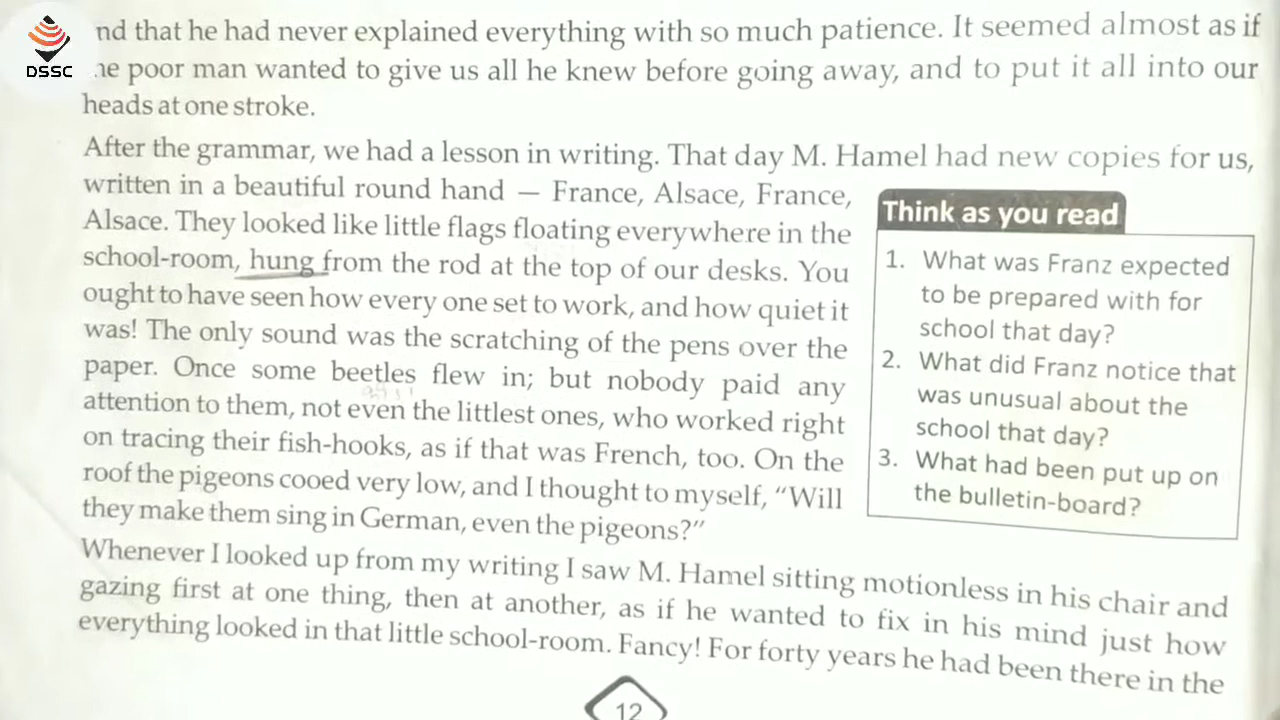 DSSC
nd that he had never explained everything with so much patience. It seemed almost as if
he poor man wanted to give us all he knew before going away, and to put it all into our
heads at one stroke.
After the grammar, we had a lesson in writing. That day M. Hamel had new copies for us,
written in a beautiful round hand — France, Alsace, France,
Alsace. They looked like little flags floating everywhere in the
school-room, hung from the rod at the top of our desks. You
ought to have seen how every one set to work, and how quiet it
was! The only sound was the scratching of the pens over the
paper. Once some beetles flew in; but nobody paid any
attention to them, not even the littlest ones, who worked right
on tracing their fish-hooks, as if that was French, too. On the
roof the pigeons cooed very low, and I thought to myself, “Will
they make them sing in German, even the pigeons?”
Think as you read
1. What was Franz expected
to be prepared with for
school that day?
2. What did Franz notice that
was unusual about the
school that day?
3. What had been put up on
the bulletin-board?
Whenever I looked up from my writing I saw M. Hamel sitting motionless in his chair and
gazing first at one thing, then at another, as if he wanted to fix in his mind just how
everything looked in that little school-room. Fancy! For forty years he had been there in the
12